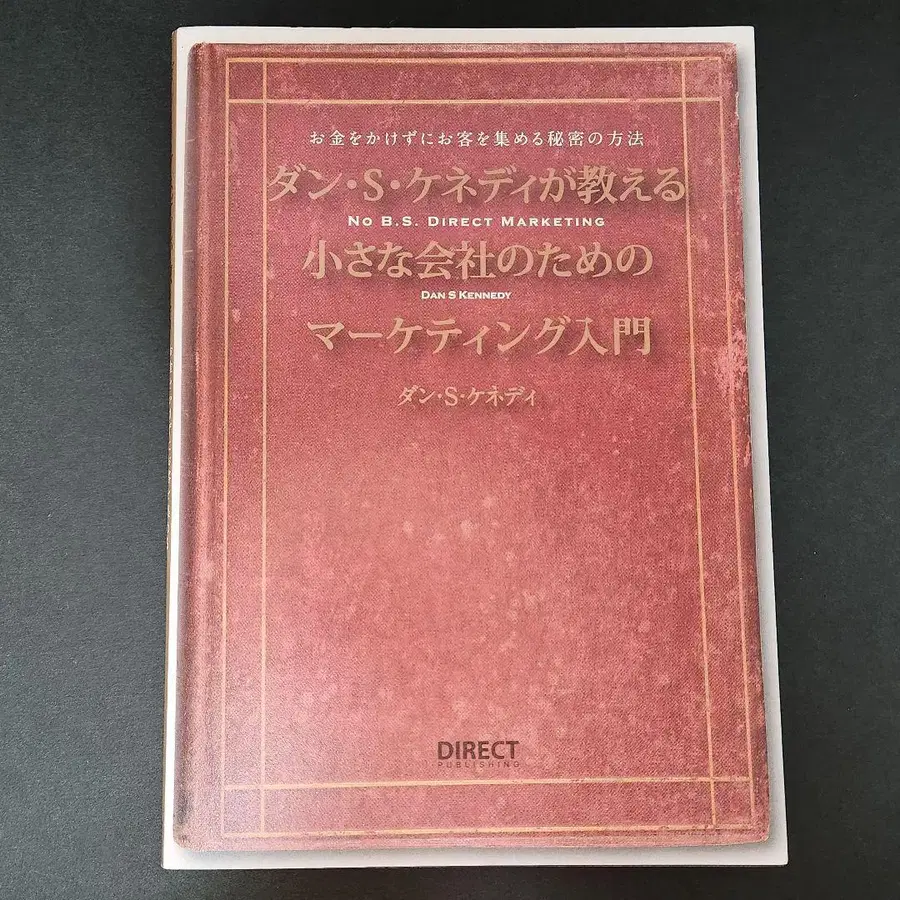 お金をかけずにお客を集める秘密の方法
ダン・S・ケネディが教える
NO B.S. DIRECT MARKETING
小さな会社のための
DAN S KENNEDY
マーケティング入門
ダン・S・ケネディ
DIRECT
PUBLISHING